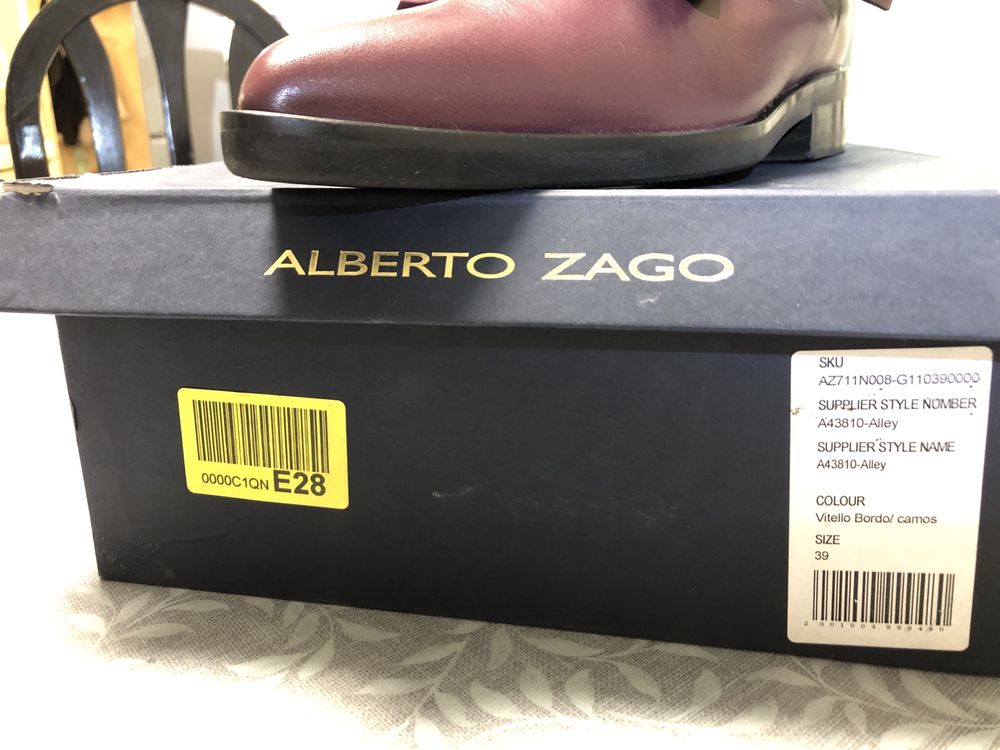 ALBERTO ZAGO
0000C1QN E28
SKU
AZ711N008-G110390000
SUPPLIER STYLE NUMBER
A43810-Alley
SUPPLIER STYLE NAME
A43810-Alley
COLOUR
Vitello Bordo/ camos
SIZE
39
2001004999480